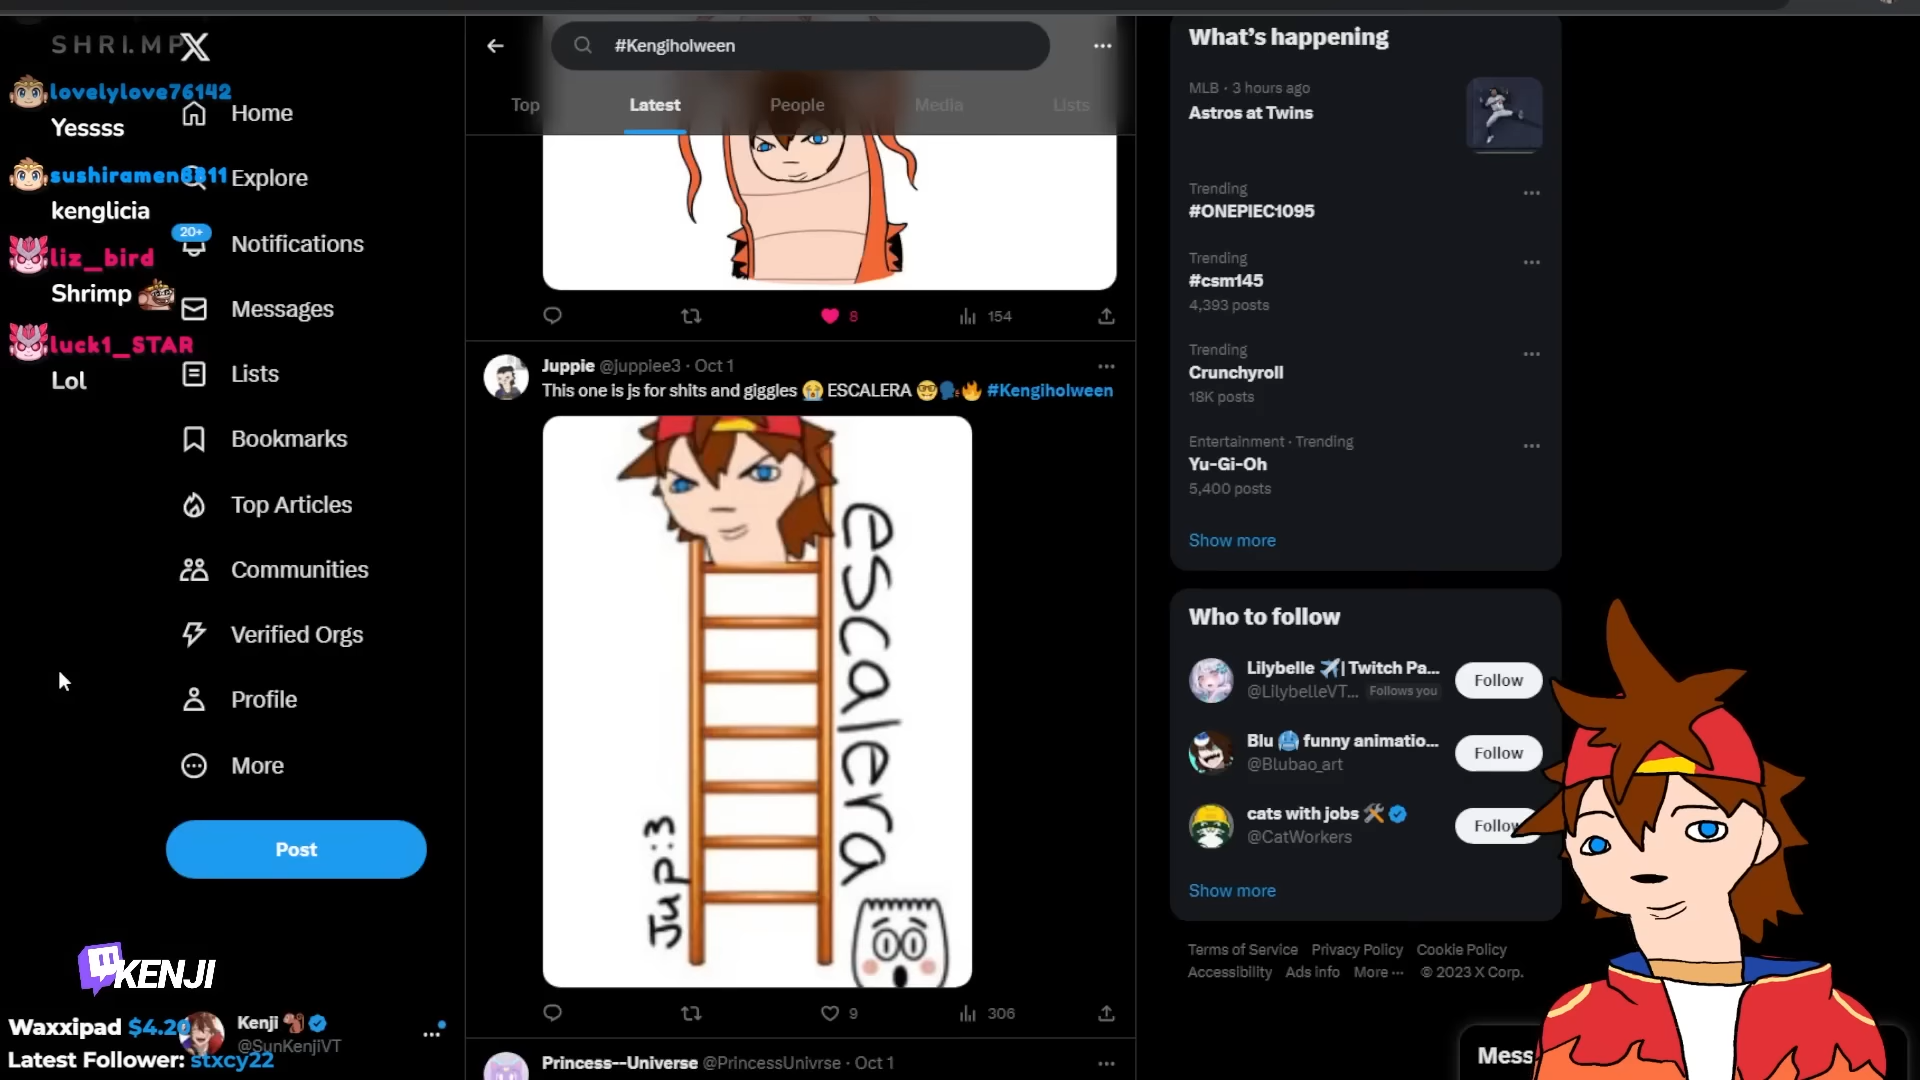 SHRI.MP
lovelylove76142
Yessss
sushiramen8811
kenglicia
liz_bird
Shrimp
luck1_STAR
Lol
Home
Explore
20+
Notifications
Messages
Lists
Bookmarks
Top Articles
Communities
Verified Orgs
Profile
More
Post
KENJI
Waxxipad $4.20
Latest Follower: stxcy22
Kenji
@SunKenjiVT
#Kengiholween
Top
Latest
People
Media
Lists
8
154
Juppie @juppiee3 · Oct 1
This one is js for shits and giggles 😭 ESCALERA 🤓🗣️🔥 #Kengiholween
escalera
Jup:3
9
306
Princess--Universe @PrincessUnivrse · Oct 1
What's happening
MLB · 3 hours ago
Astros at Twins
Trending
#ONEPIEC1095
Trending
#csm145
4,393 posts
Trending
Crunchyroll
18K posts
Entertainment · Trending
Yu-Gi-Oh
5,400 posts
Show more
Who to follow
Lilybelle ✈️| Twitch Pa...
@LilybelleVT... Follows you
Follow
Blu 🥶 funny animatio...
@Blubao_art
Follow
cats with jobs 🛠️
@CatWorkers
Follow
Show more
Terms of Service Privacy Policy Cookie Policy
Accessibility Ads info More ··· © 2023 X Corp.
Mess